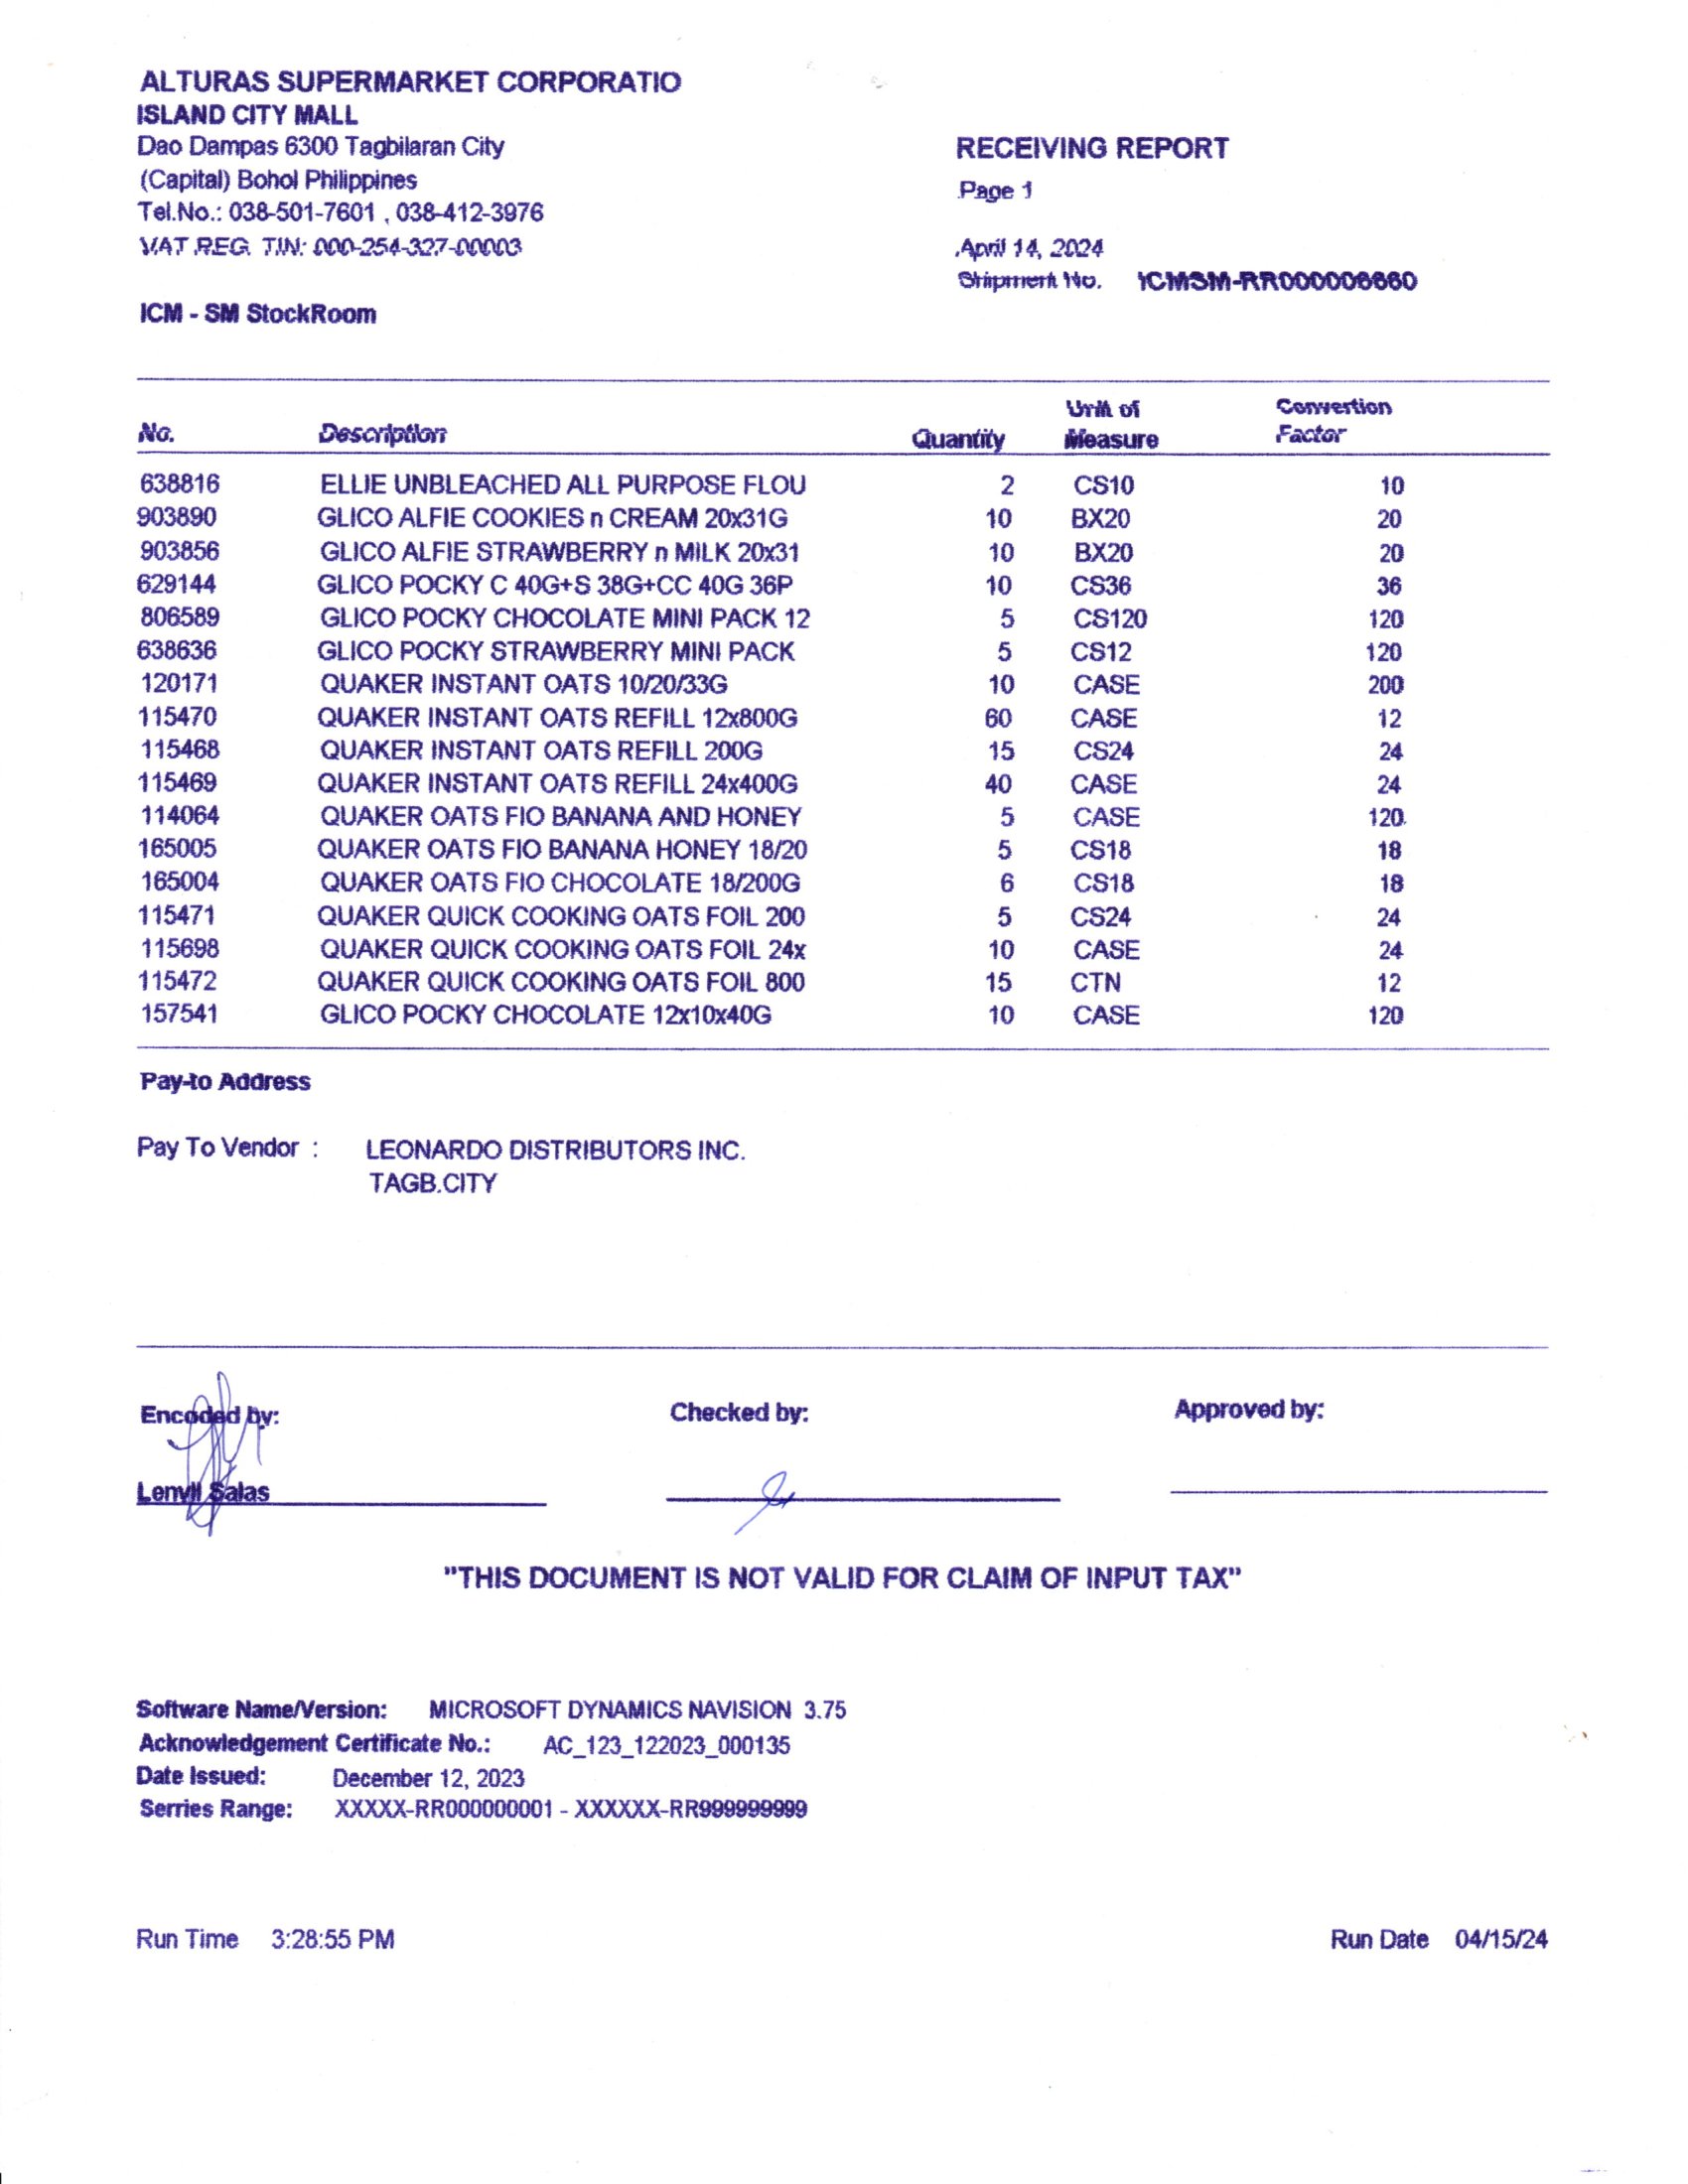 ALTURAS SUPERMARKET CORPORATIO
ISLAND CITY MALL
Dao Dampas 6300 Tagbilaran City
(Capital) Bohol Philippines
Tel.No.: 038-501-7601 , 038-412-3976
VAT REG. TIN: 000-254-327-00003
RECEIVING REPORT
Page 1
April 14, 2024
Shipment No. ICMSM-RR000006660
ICM - SM StockRoom
No. Description Quantity Unit of Measure Convertion Factor
638816 ELLIE UNBLEACHED ALL PURPOSE FLOU 2 CS10 10
903890 GLICO ALFIE COOKIES n CREAM 20x31G 10 BX20 20
903856 GLICO ALFIE STRAWBERRY n MILK 20x31 10 BX20 20
629144 GLICO POCKY C 40G+S 38G+CC 40G 36P 10 CS36 36
806589 GLICO POCKY CHOCOLATE MINI PACK 12 5 CS120 120
638636 GLICO POCKY STRAWBERRY MINI PACK 5 CS12 120
120171 QUAKER INSTANT OATS 10/20/33G 10 CASE 200
115470 QUAKER INSTANT OATS REFILL 12x800G 60 CASE 12
115468 QUAKER INSTANT OATS REFILL 200G 15 CS24 24
115469 QUAKER INSTANT OATS REFILL 24x400G 40 CASE 24
114064 QUAKER OATS FIO BANANA AND HONEY 5 CASE 120
165005 QUAKER OATS FIO BANANA HONEY 18/20 5 CS18 18
165004 QUAKER OATS FIO CHOCOLATE 18/200G 6 CS18 18
115471 QUAKER QUICK COOKING OATS FOIL 200 5 CS24 24
115698 QUAKER QUICK COOKING OATS FOIL 24x 10 CASE 24
115472 QUAKER QUICK COOKING OATS FOIL 800 15 CTN 12
157541 GLICO POCKY CHOCOLATE 12x10x40G 10 CASE 120
Pay-to Address
Pay To Vendor : LEONARDO DISTRIBUTORS INC.
TAGB.CITY
Encoded by: Checked by: Approved by:
Lenvil Salas
"THIS DOCUMENT IS NOT VALID FOR CLAIM OF INPUT TAX"
Software Name/Version: MICROSOFT DYNAMICS NAVISION 3.75
Acknowledgement Certificate No.: AC_123_122023_000135
Date Issued: December 12, 2023
Serries Range: XXXXX-RR000000001 - XXXXXX-RR999999999
Run Time 3:28:55 PM Run Date 04/15/24